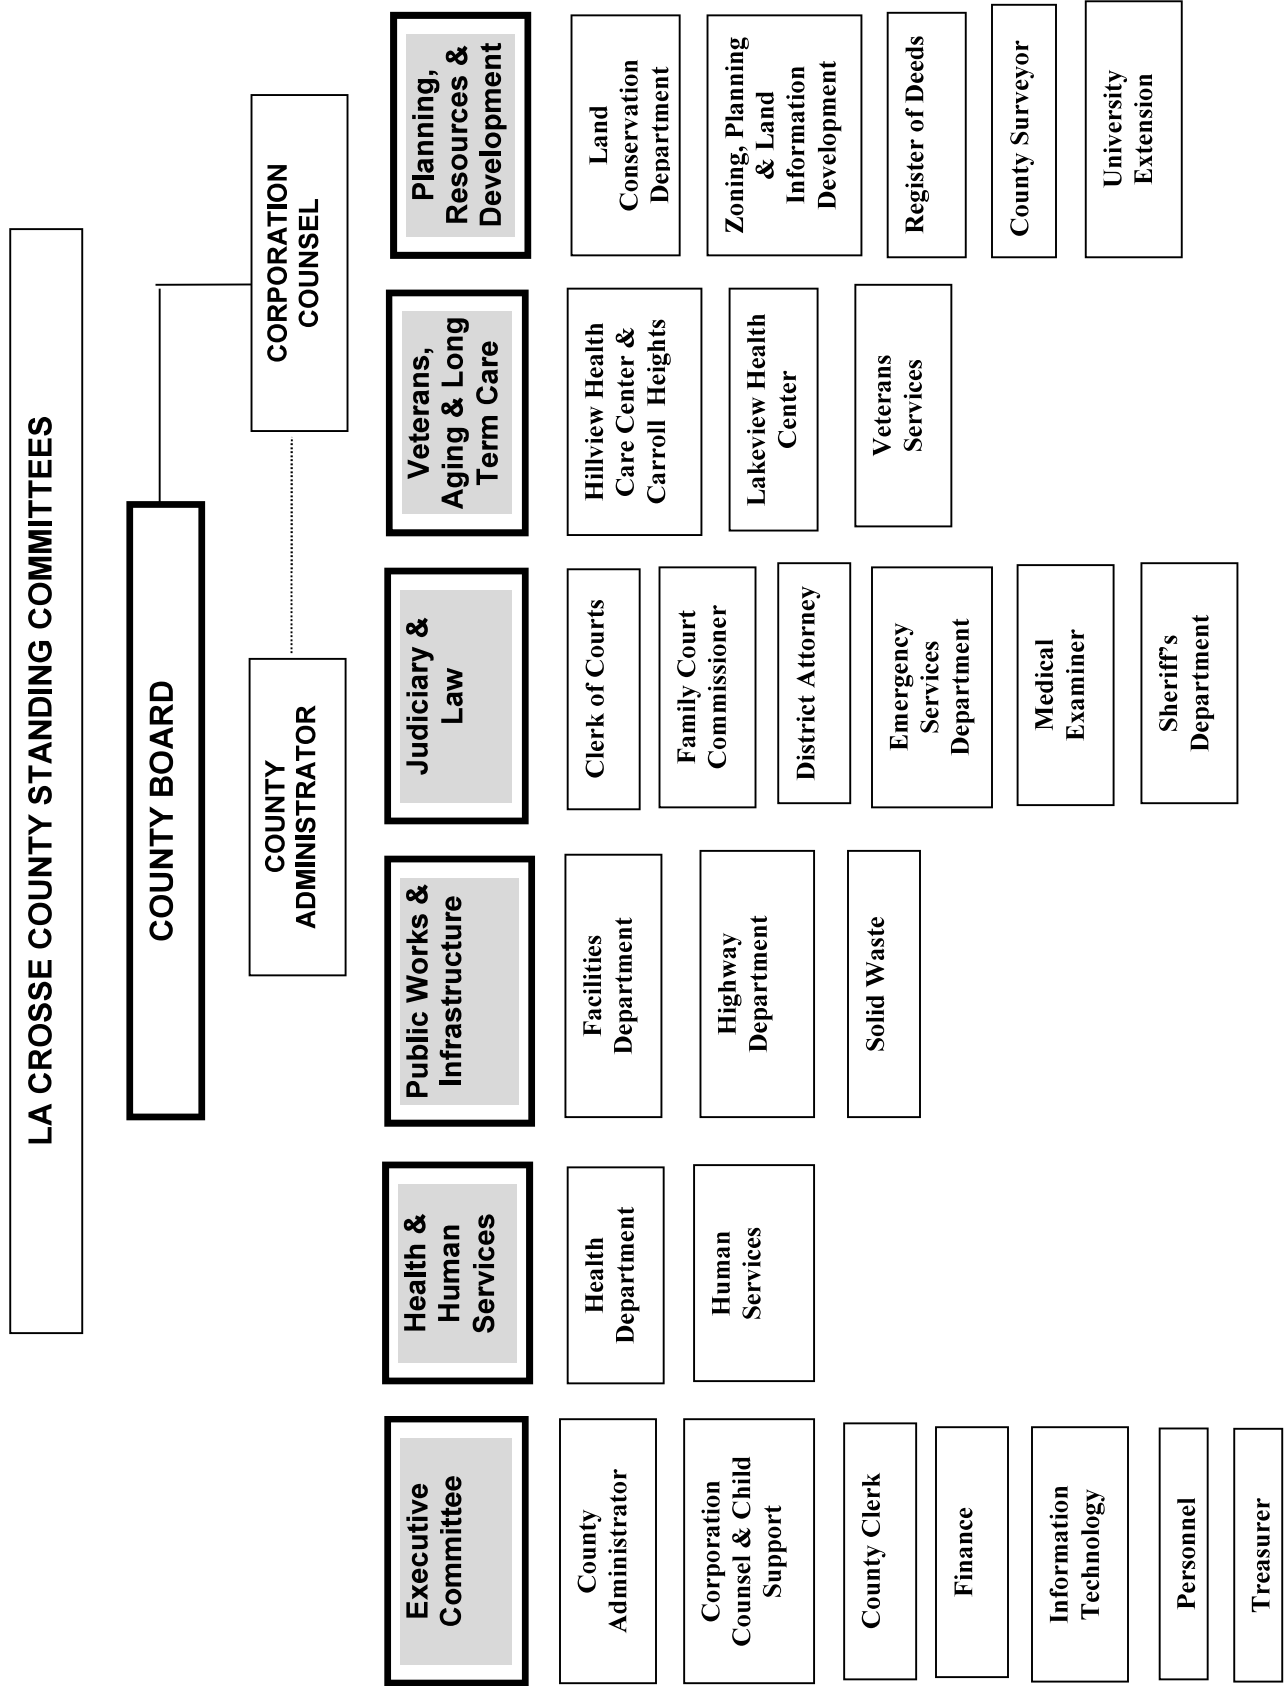 LA CROSSE COUNTY STANDING COMMITTEES
COUNTY BOARD
COUNTY
ADMINISTRATOR
CORPORATION
COUNSEL
Executive
Committee
County
Administrator
Corporation
Counsel & Child
Support
County Clerk
Finance
Information
Technology
Personnel
Treasurer
Health &
Human
Services
Health
Department
Human
Services
Public Works &
Infrastructure
Facilities
Department
Highway
Department
Solid Waste
Judiciary &
Law
Clerk of Courts
Family Court
Commissioner
District Attorney
Emergency
Services
Department
Medical
Examiner
Sheriff's
Department
Veterans,
Aging & Long
Term Care
Hillview Health
Care Center &
Carroll Heights
Lakeview Health
Center
Veterans
Services
Planning,
Resources &
Development
Land
Conservation
Department
Zoning, Planning
& Land
Information
Development
Register of Deeds
County Surveyor
University
Extension